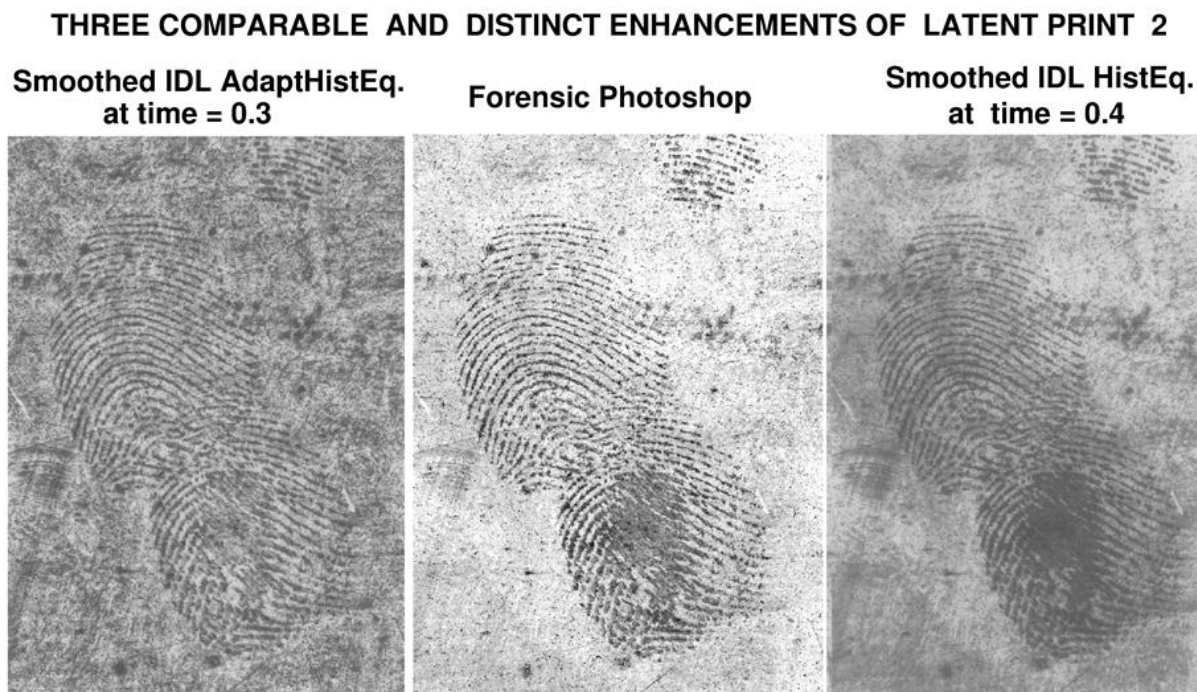 THREE COMPARABLE AND DISTINCT ENHANCEMENTS OF LATENT PRINT 2
Smoothed IDL AdaptHistEq.
at time = 0.3
Forensic Photoshop
Smoothed IDL HistEq.
at time = 0.4